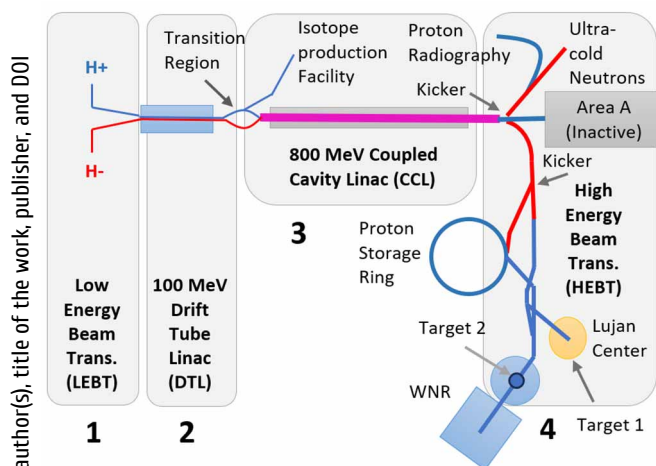 author(s), title of the work, publisher, and DOI
H+
H-
Low
Energy
Beam
Trans.
(LEBT)
1
100 MeV
Drift
Tube
Linac
(DTL)
2
Transition
Region
Isotope
production
Facility
800 MeV Coupled
Cavity Linac (CCL)
3
Proton
Radiography
Kicker
Ultra-
cold
Neutrons
Area A
(Inactive)
Kicker
High
Energy
Beam
Trans.
(HEBT)
Proton
Storage
Ring
Target 2
Lujan
Center
WNR
Target 1
4